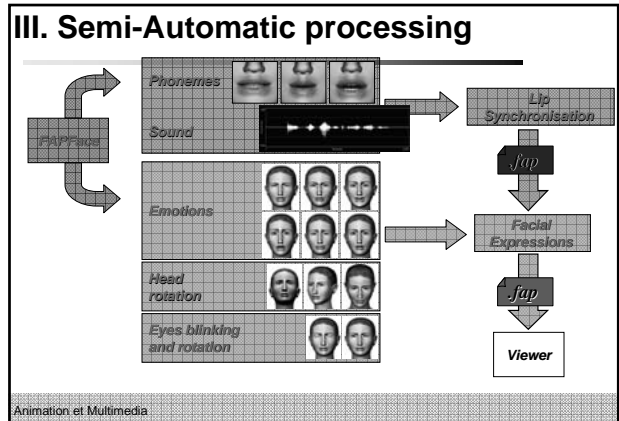 III. Semi-Automatic processing
Phonemes
Sound
FAPFace
Emotions
Head
rotation
Eyes blinking
and rotation
Lip
Synchronisation
.fap
Facial
Expressions
.fap
Viewer
Animation et Multimedia